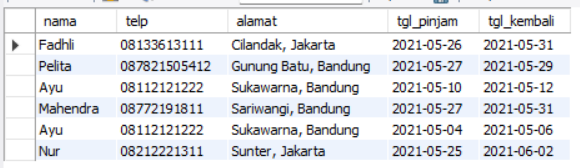 nama telp alamat tgl_pinjam tgl_kembali
Fadhli 08133613111 Cilandak, Jakarta 2021-05-26 2021-05-31
Pelita 087821505412 Gunung Batu, Bandung 2021-05-27 2021-05-29
Ayu 08112121222 Sukawarna, Bandung 2021-05-10 2021-05-12
Mahendra 08772191811 Sariwangi, Bandung 2021-05-27 2021-05-31
Ayu 08112121222 Sukawarna, Bandung 2021-05-04 2021-05-06
Nur 08212221311 Sunter, Jakarta 2021-05-25 2021-06-02